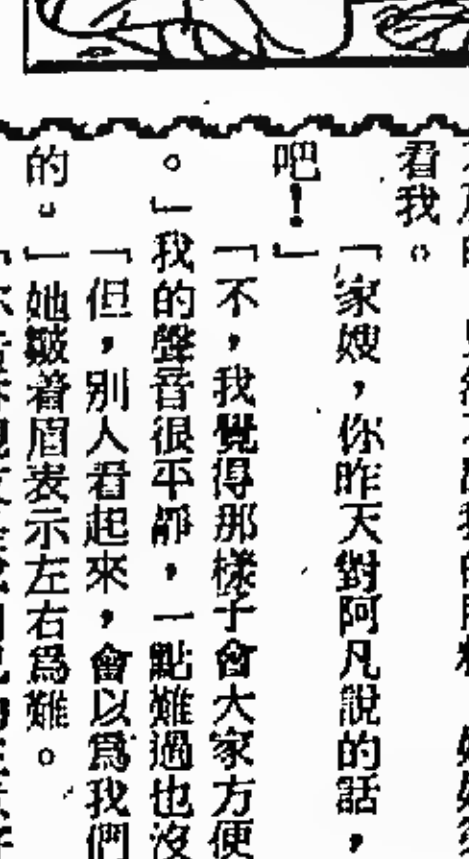 看我。
「家嫂，你昨天對阿凡說的話，
吧！」
「不，我覺得那樣子會大家方便
。」我的聲音很平靜，一點難過也沒
「但，別人看起來，會以爲我們
的。」她皺着眉表示左右爲難。